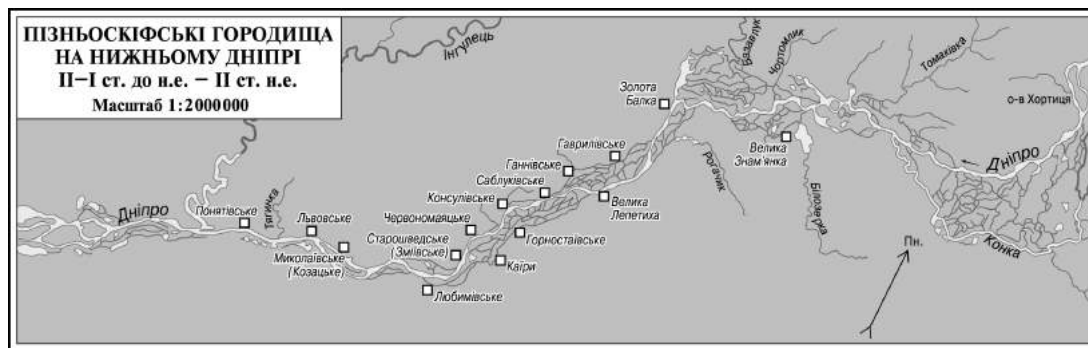 ПІЗНЬОСКІФСЬКІ ГОРОДИЩА
НА НИЖНЬОМУ ДНІПРІ
ІІ–І ст. до н.е. – ІІ ст. н.е.
Масштаб 1:2000000
Інгулець
Базавлук
Чортомлик
Томаківка
о-в Хортиця
Золота
Балка
Велика
Знам'янка
Дніпро
Рогачик
Білозерка
Конка
Пн.
Гаврилівське
Ганнівське
Саблуківське
Консулівське
Велика
Лепетиха
Червономаяцьке
Горностаївське
Старошведське
(Зміївське)
Каїри
Любимівське
Дніпро
Понятівське
Тягинка
Львовське
Миколаївське
(Козацьке)